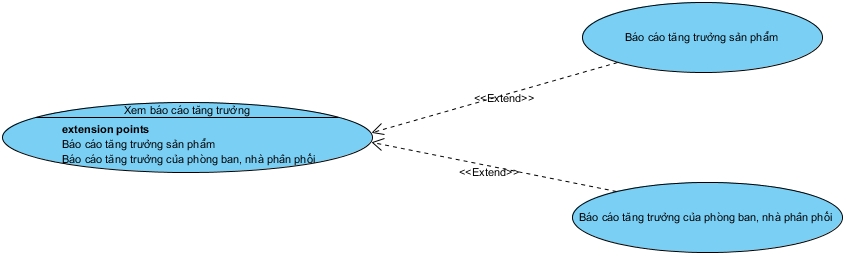 Báo cáo tăng trưởng sản phẩm
<<Extend>>
Xem báo cáo tăng trưởng
extension points
Báo cáo tăng trưởng sản phẩm
Báo cáo tăng trưởng của phòng ban, nhà phân phối
<<Extend>>
Báo cáo tăng trưởng của phòng ban, nhà phân phối